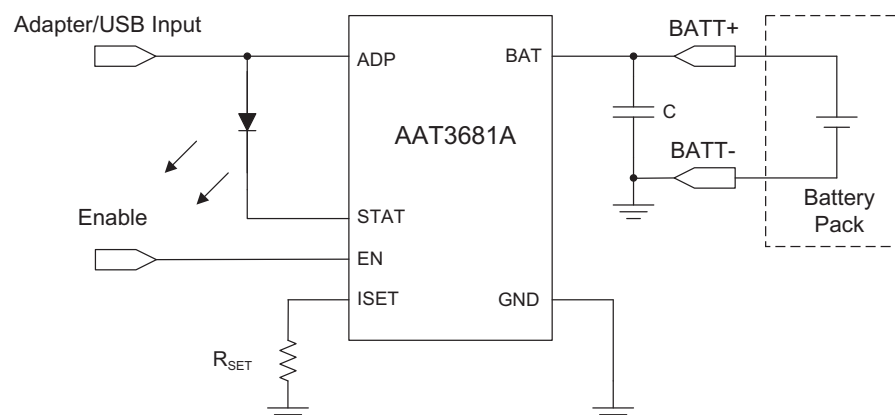 Adapter/USB Input
ADP
BAT
BATT+
AAT3681A
C
BATT-
Battery
Pack
Enable
STAT
EN
ISET
GND
RSET